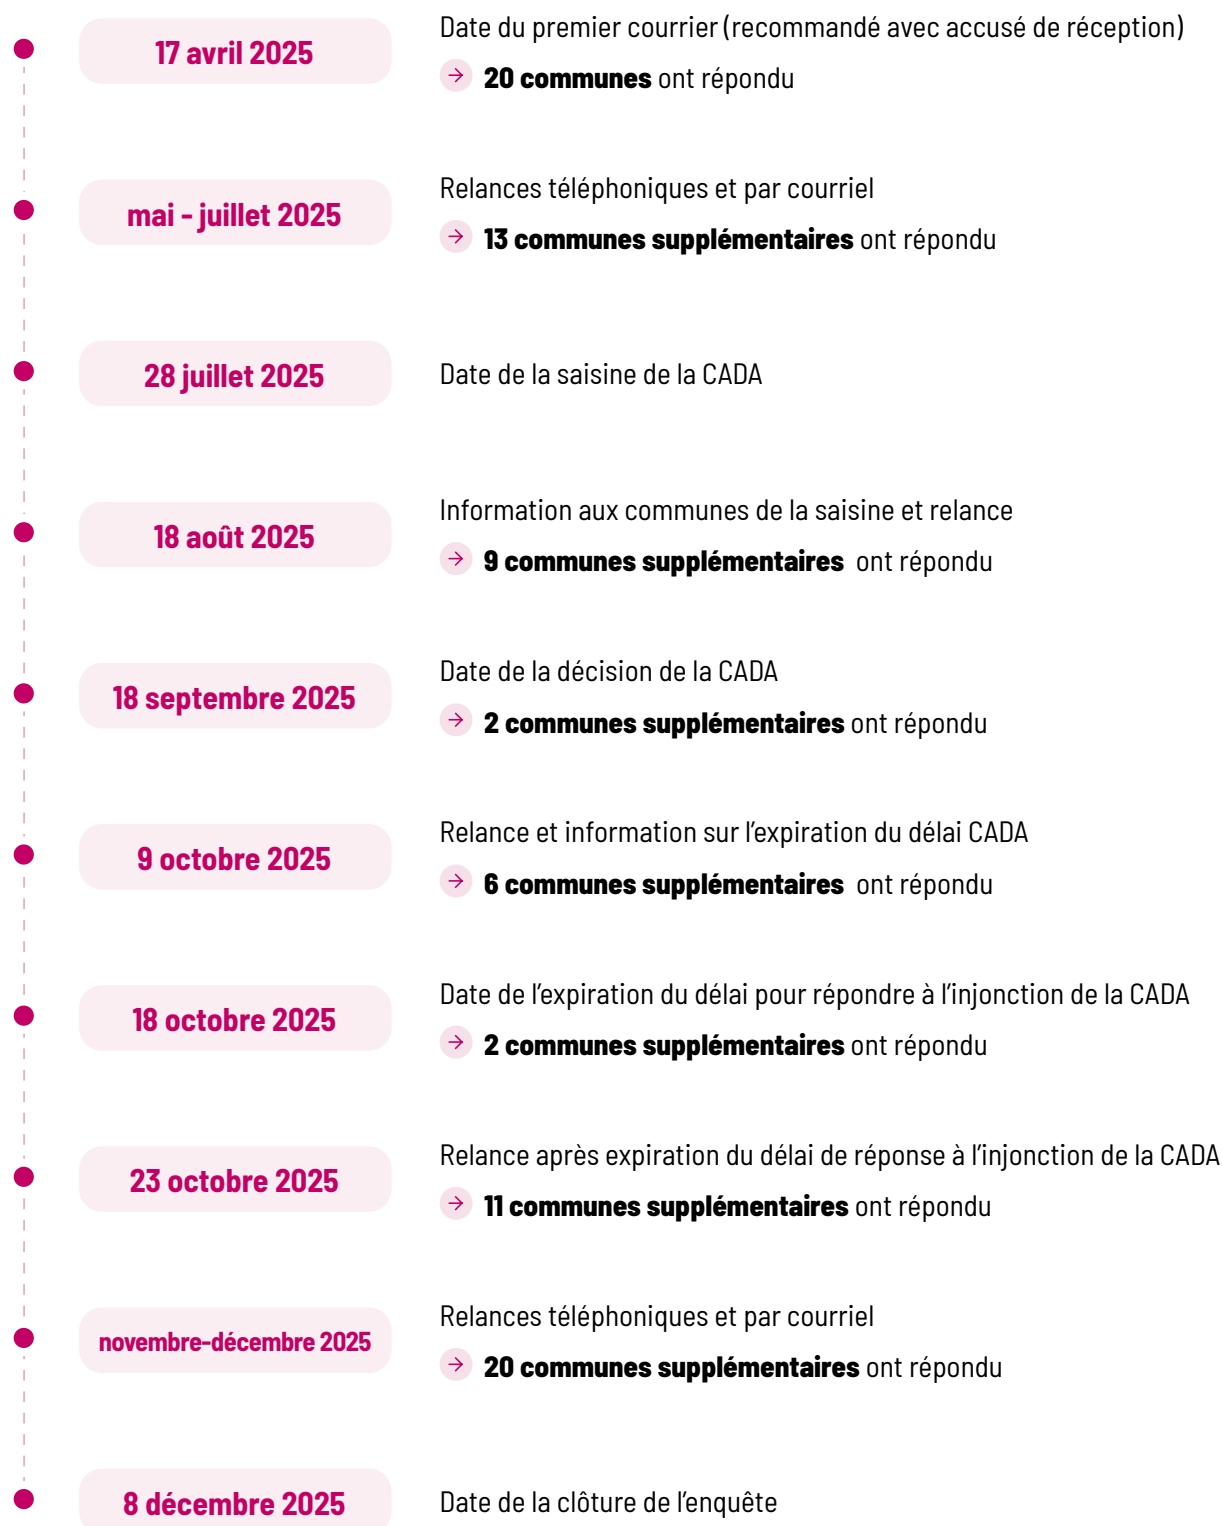 17 avril 2025
Date du premier courrier (recommandé avec accusé de réception)
20 communes ont répondu
mai - juillet 2025
Relances téléphoniques et par courriel
13 communes supplémentaires ont répondu
28 juillet 2025
Date de la saisine de la CADA
18 août 2025
Information aux communes de la saisine et relance
9 communes supplémentaires ont répondu
18 septembre 2025
Date de la décision de la CADA
2 communes supplémentaires ont répondu
9 octobre 2025
Relance et information sur l'expiration du délai CADA
6 communes supplémentaires ont répondu
18 octobre 2025
Date de l'expiration du délai pour répondre à l'injonction de la CADA
2 communes supplémentaires ont répondu
23 octobre 2025
Relance après expiration du délai de réponse à l'injonction de la CADA
11 communes supplémentaires ont répondu
novembre-décembre 2025
Relances téléphoniques et par courriel
20 communes supplémentaires ont répondu
8 décembre 2025
Date de la clôture de l'enquête